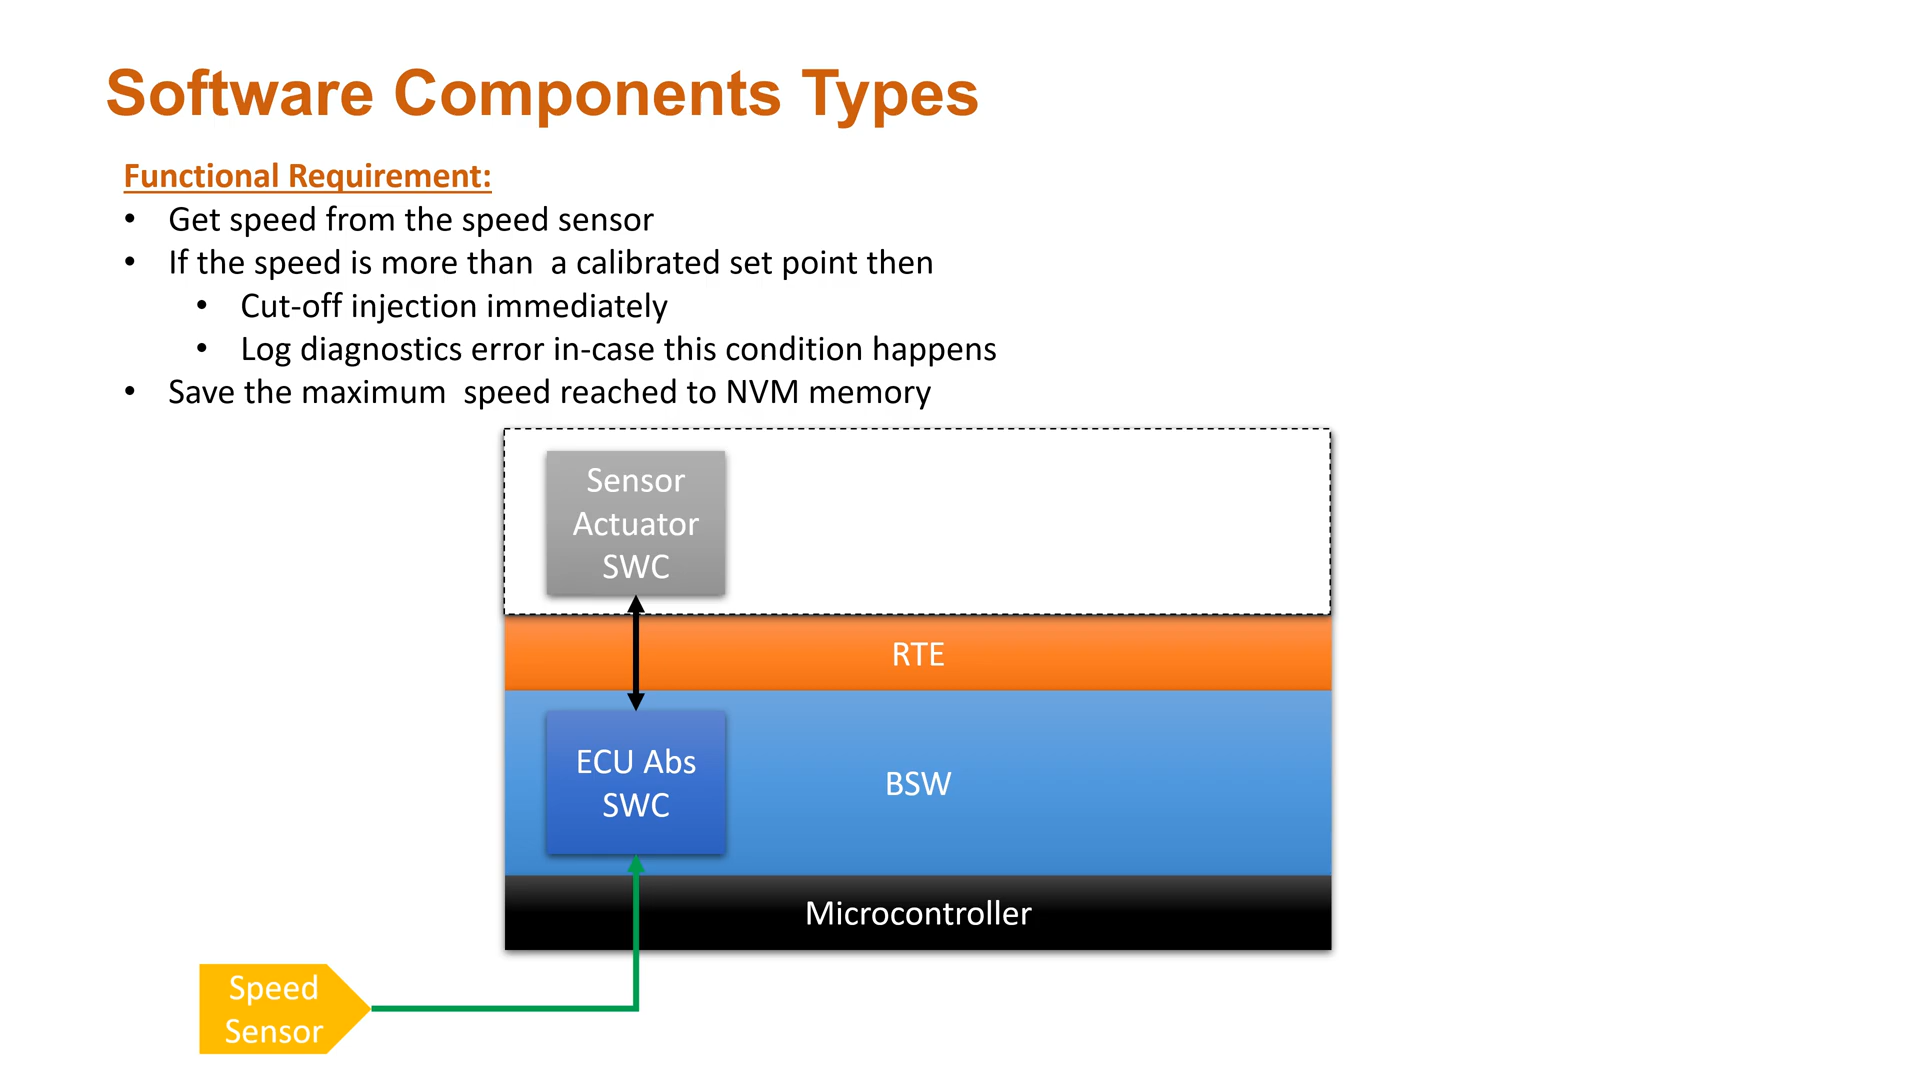 Software Components Types
Functional Requirement:
• Get speed from the speed sensor
• If the speed is more than  a calibrated set point then
• Cut-off injection immediately
• Log diagnostics error in-case this condition happens
• Save the maximum  speed reached to NVM memory
Sensor
Actuator
SWC
RTE
ECU Abs
SWC
BSW
Microcontroller
Speed
Sensor